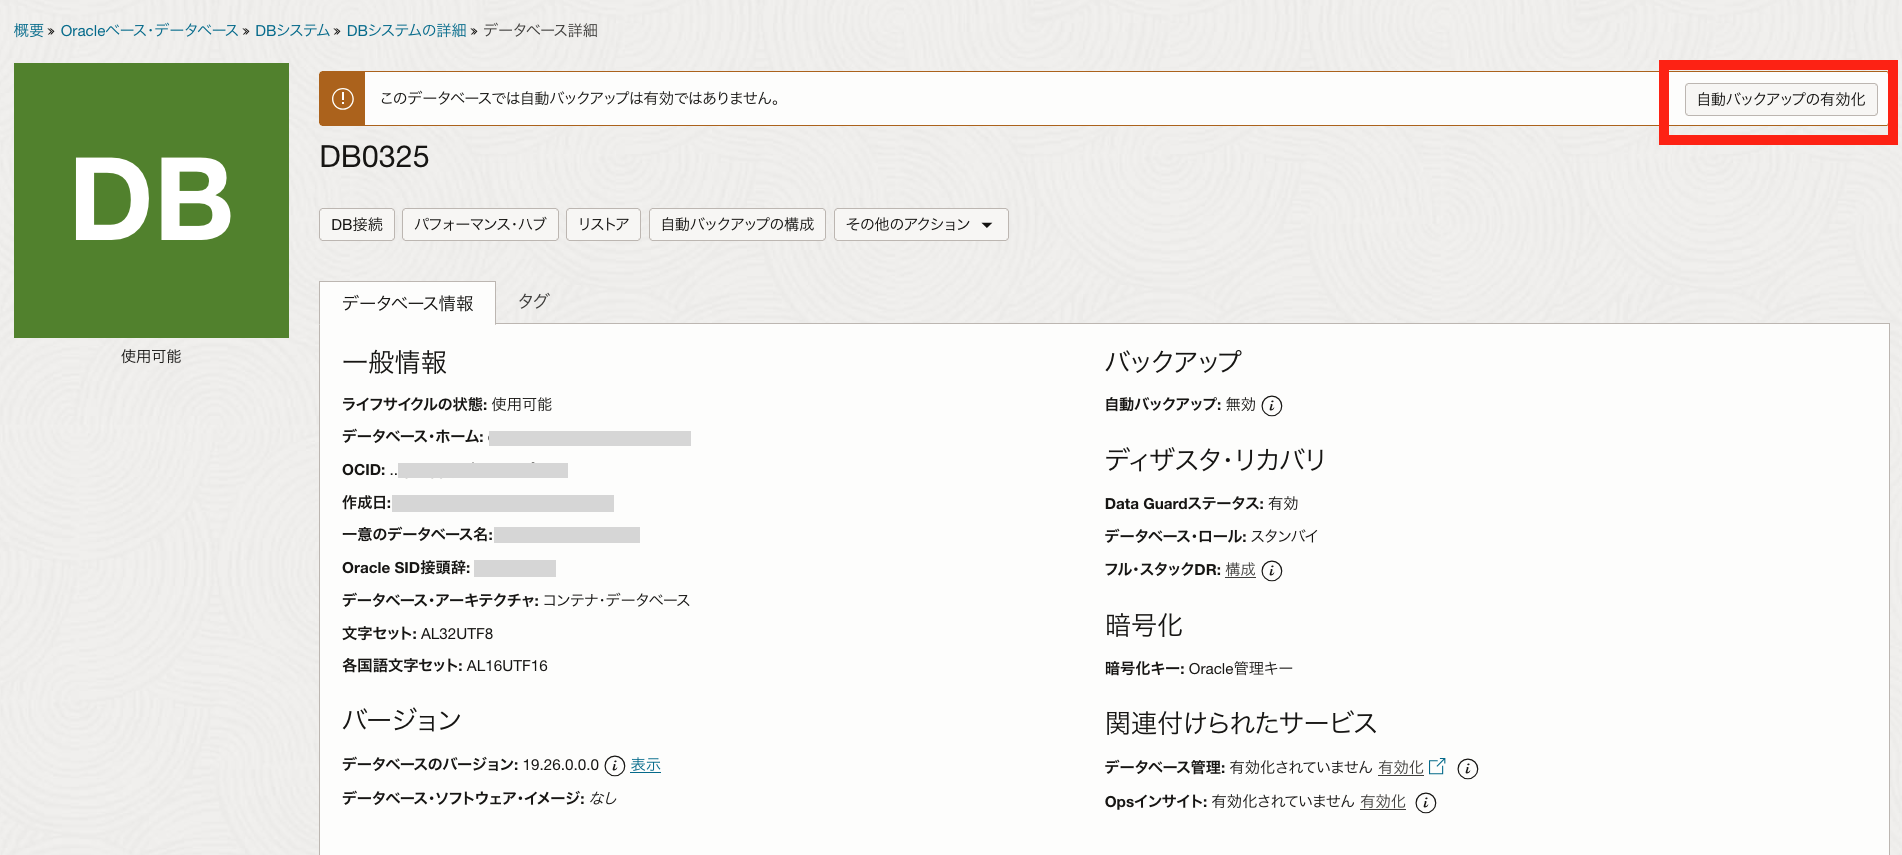 概要 » Oracleベース・データベース » DBシステム » DBシステムの詳細 » データベース詳細
DB
使用可能
このデータベースでは自動バックアップは有効ではありません。
自動バックアップの有効化
DB0325
DB接続
パフォーマンス・ハブ
リストア
自動バックアップの構成
その他のアクション
データベース情報
タグ
一般情報
ライフサイクルの状態: 使用可能
データベース・ホーム:
OCID: ..
作成日:
一意のデータベース名:
Oracle SID接頭辞:
データベース・アーキテクチャ: コンテナ・データベース
文字セット: AL32UTF8
各国語文字セット: AL16UTF16
バージョン
データベースのバージョン: 19.26.0.0.0 表示
データベース・ソフトウェア・イメージ: なし
バックアップ
自動バックアップ: 無効
ディザスタ・リカバリ
Data Guardステータス: 有効
データベース・ロール: スタンバイ
フル・スタックDR: 構成
暗号化
暗号化キー: Oracle管理キー
関連付けられたサービス
データベース管理: 有効化されていません 有効化
Opsインサイト: 有効化されていません 有効化